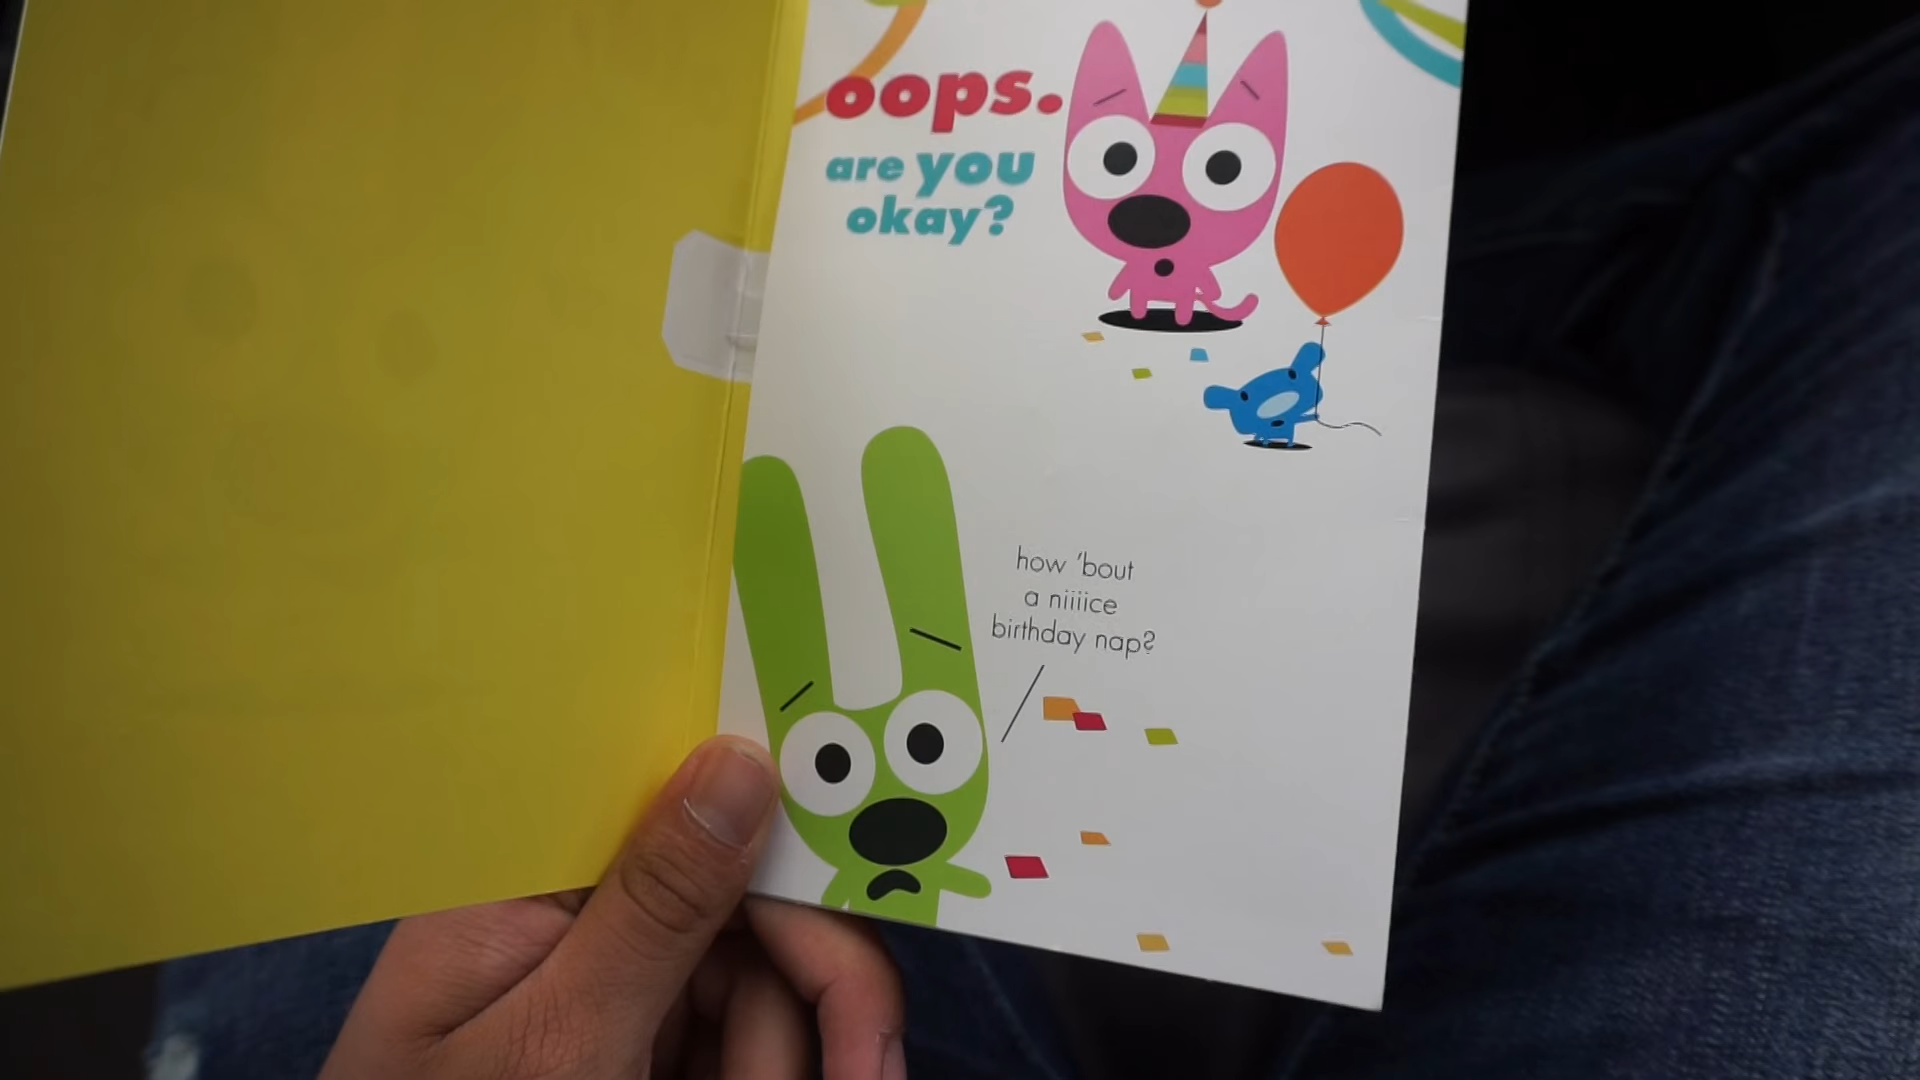 oops.
are you
okay?
how 'bout
a niiiice
birthday nap?